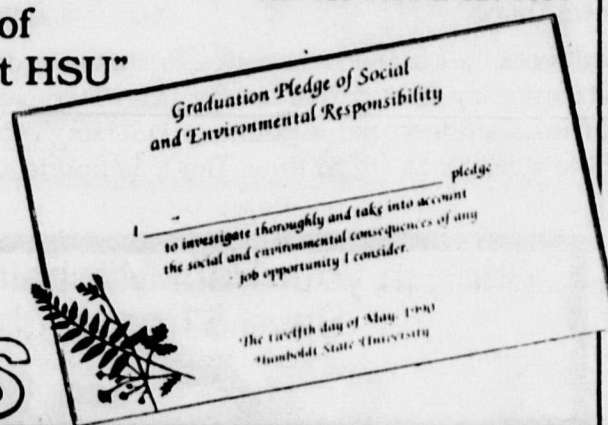 of
t HSU”
Graduation Pledge of Social
and Environmental Responsibility
I pledge
to investigate thoroughly and take into account
the social and environmental consequences of any
job opportunity I consider.
The twelfth day of May,
Humboldt State University
S